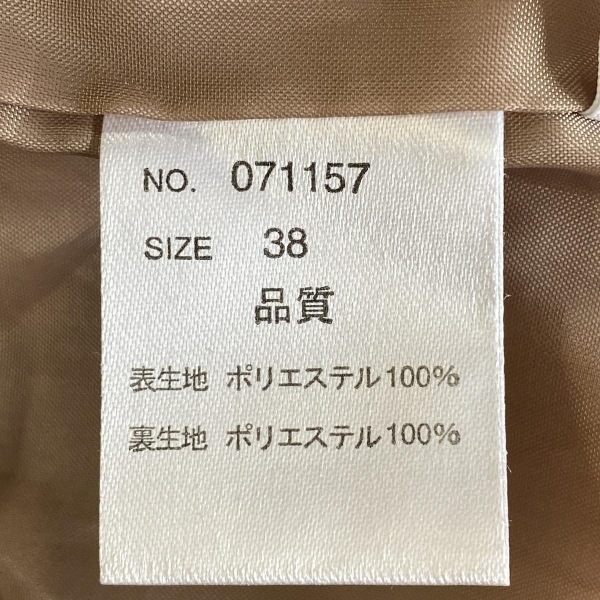 NO. 071157
SIZE 38
品質
表生地 ポリエステル100%
裏生地 ポリエステル100%